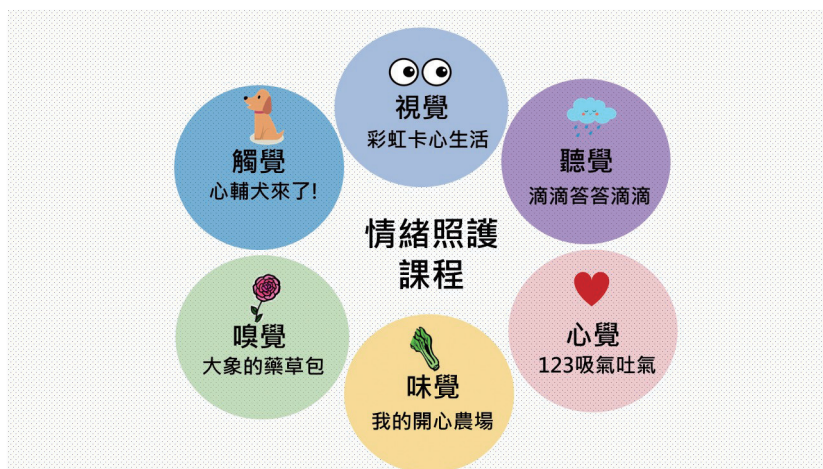 視覺
彩虹卡心生活
觸覺
心輔犬來了!
聽覺
滴滴答答滴滴
情緒照護
課程
嗅覺
大象的藥草包
心覺
123吸氣吐氣
味覺
我的開心農場